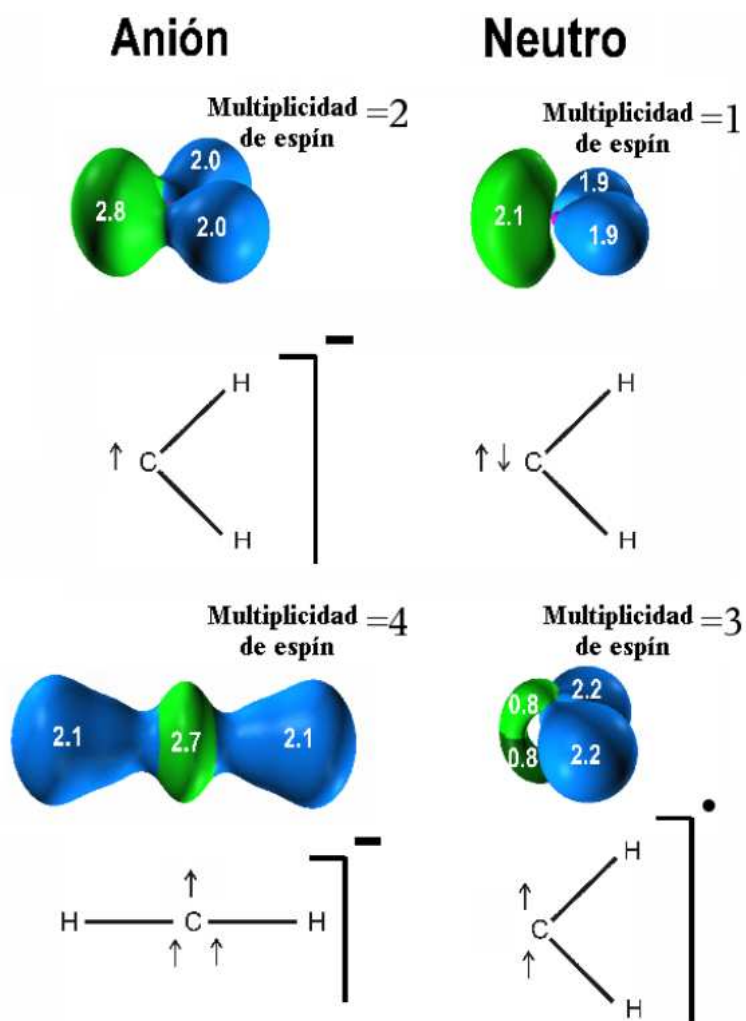 Anión
Neutro
Multiplicidad =2
de espín
Multiplicidad =1
de espín
2.8
2.0
2.0
2.1
1.9
1.9
−
↑ C
H
H
↑↓ C
H
H
Multiplicidad =4
de espín
Multiplicidad =3
de espín
2.1
2.7
2.1
0.8
0.8
2.2
2.2
−
•
↑
H C H
↑ ↑
↑
C
↑
H
H